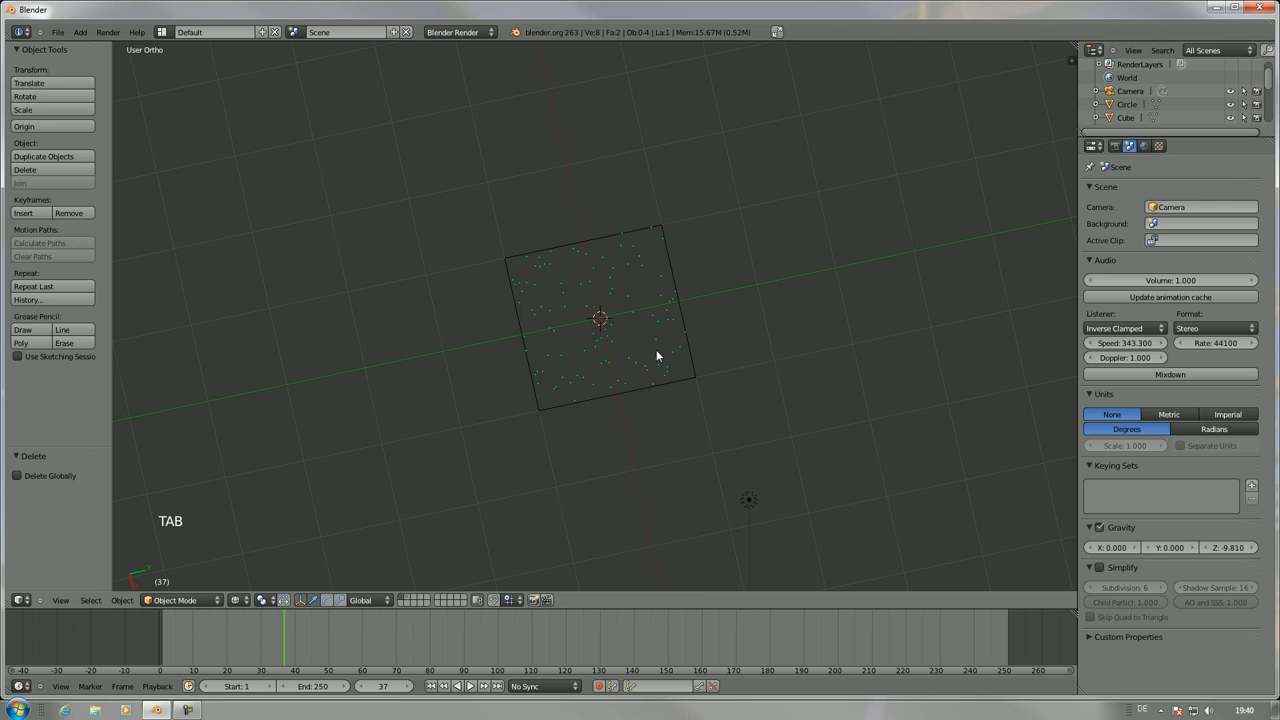 Blender
File Add Render Help Default Scene Blender Render blender.org 263 | Ve:8 | Fa:2 | Ob:0-4 | La:1 | Mem:15.67M (0.52M)
Object Tools
Transform:
Translate
Rotate
Scale
Origin
Object:
Duplicate Objects
Delete
Join
Keyframes:
Insert Remove
Motion Paths:
Calculate Paths
Clear Paths
Repeat:
Repeat Last
History...
Grease Pencil:
Draw Line
Poly Erase
Use Sketching Sessio
Delete
Delete Globally
User Ortho
TAB
(37)
y
View Select Object Object Mode Global
-40 -30 -20 -10 0 10 20 30 40 50 60 70 80 90 100 110 120 130 140 150 160 170 180 190 200 210 220 230 240 250 260
View Marker Frame Playback Start: 1 End: 250 37 No Sync
View Search All Scenes
RenderLayers
World
Camera
Circle
Cube
Scene
Scene
Camera: Camera
Background:
Active Clip:
Audio
Volume: 1.000
Update animation cache
Listener: Format:
Inverse Clamped Stereo
Speed: 343.300 Rate: 44100
Doppler: 1.000
Mixdown
Units
None Metric Imperial
Degrees Radians
Scale: 1.000 Separate Units
Keying Sets
Gravity
X: 0.000 Y: 0.000 Z: -9.810
Simplify
Subdivision: 6 Shadow Sample: 16
Child Particl: 1.000 AO and SSS: 1.000
Skip Quad to Triangle
Custom Properties
DE 19:40